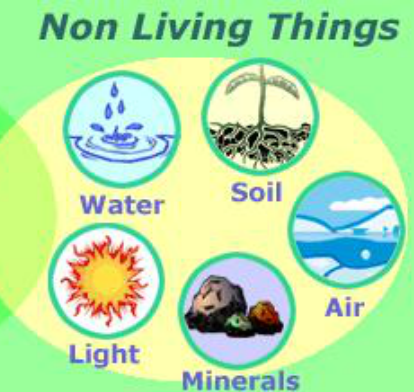 Non Living Things
Water
Soil
Air
Light
Minerals